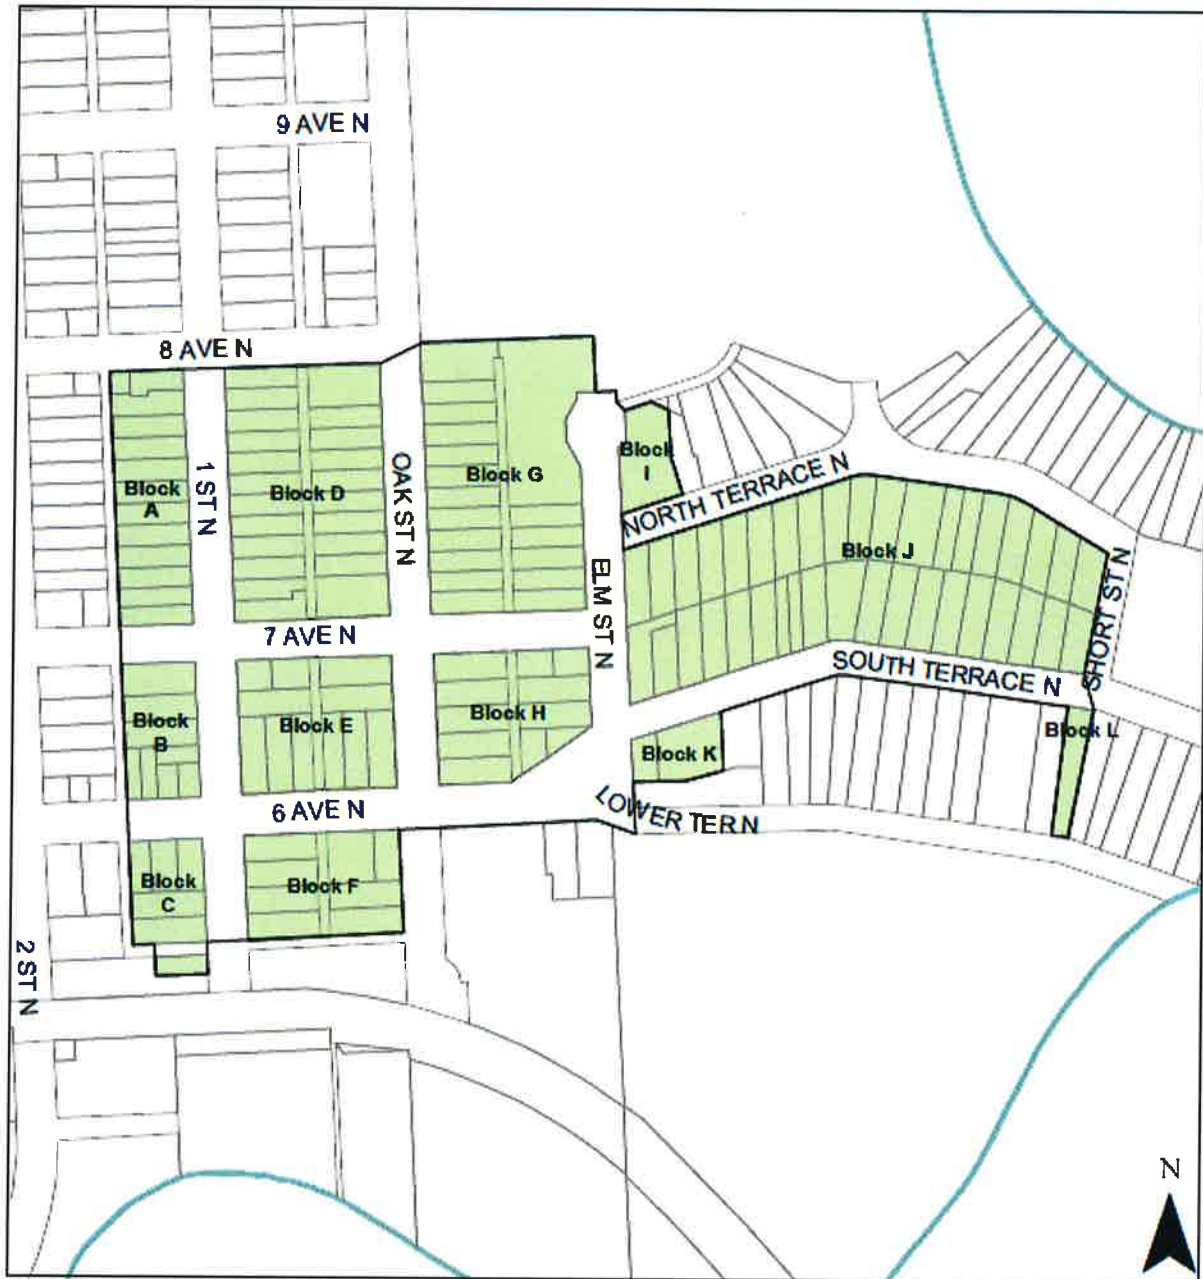 9 AVE N
8 AVE N
Block
A
1 ST N
Block D
OAK ST N
Block G
Block
I
NORTH TERRACE N
Block J
ELM ST N
SHORT ST N
7 AVE N
SOUTH TERRACE N
Block
B
Block E
Block H
Block K
Block L
6 AVE N
LOWER TER N
Block
C
Block F
2 ST N
N